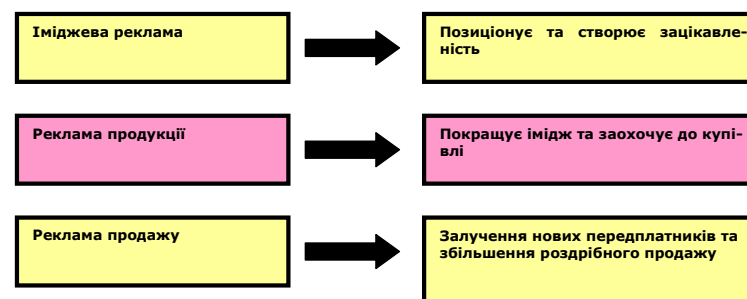 Іміджева реклама
Позиціонує та створює зацікавле-
ність
Реклама продукції
Покращує імідж та заохочує до купі-
влі
Реклама продажу
Залучення нових передплатників та
збільшення роздрібного продажу